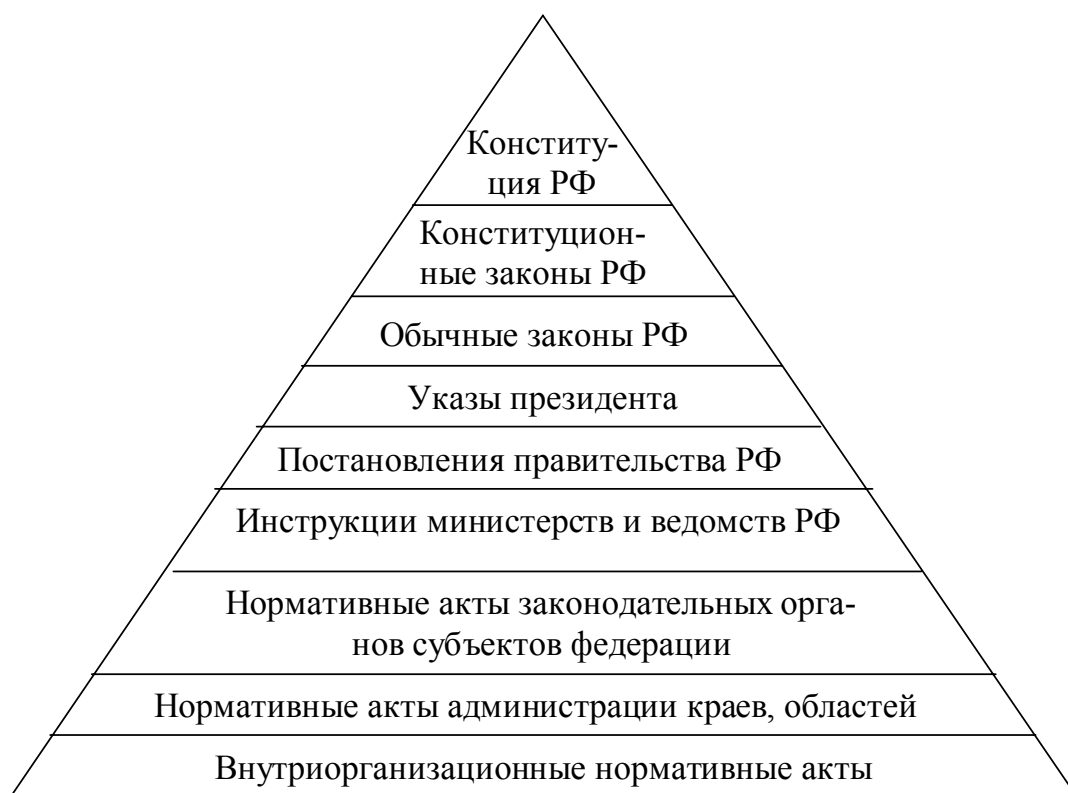 Конститу-
ция РФ
Конституцион-
ные законы РФ
Обычные законы РФ
Указы президента
Постановления правительства РФ
Инструкции министерств и ведомств РФ
Нормативные акты законодательных орга-
нов субъектов федерации
Нормативные акты администрации краев, областей
Внутриорганизационные нормативные акты